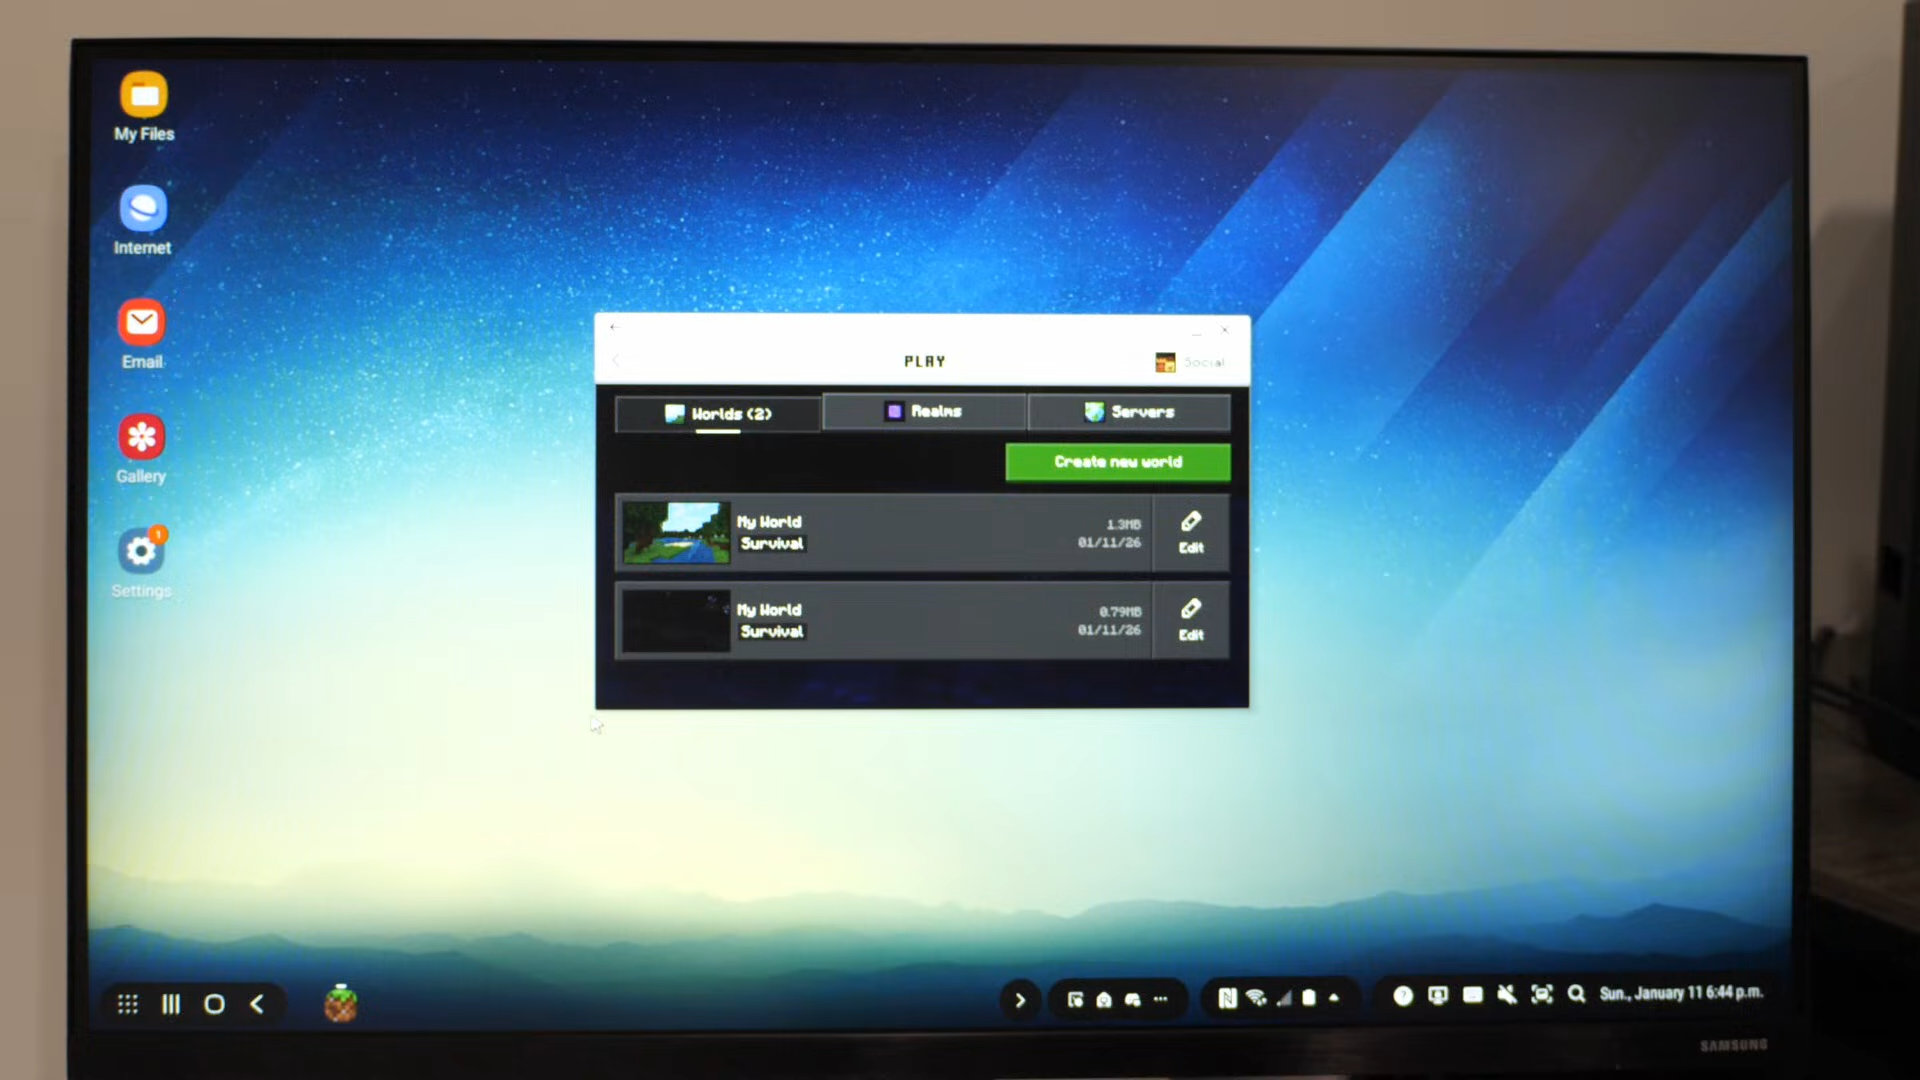 My Files
Internet
Email
Gallery
1
Settings
PLAY
Social
Worlds (2)
Realms
Servers
Create new world
My World
Survival
1.3MB
01/11/26
Edit
My World
Survival
0.79MB
01/11/26
Edit
Sun., January 11 6:44 p.m.
SAMSUNG